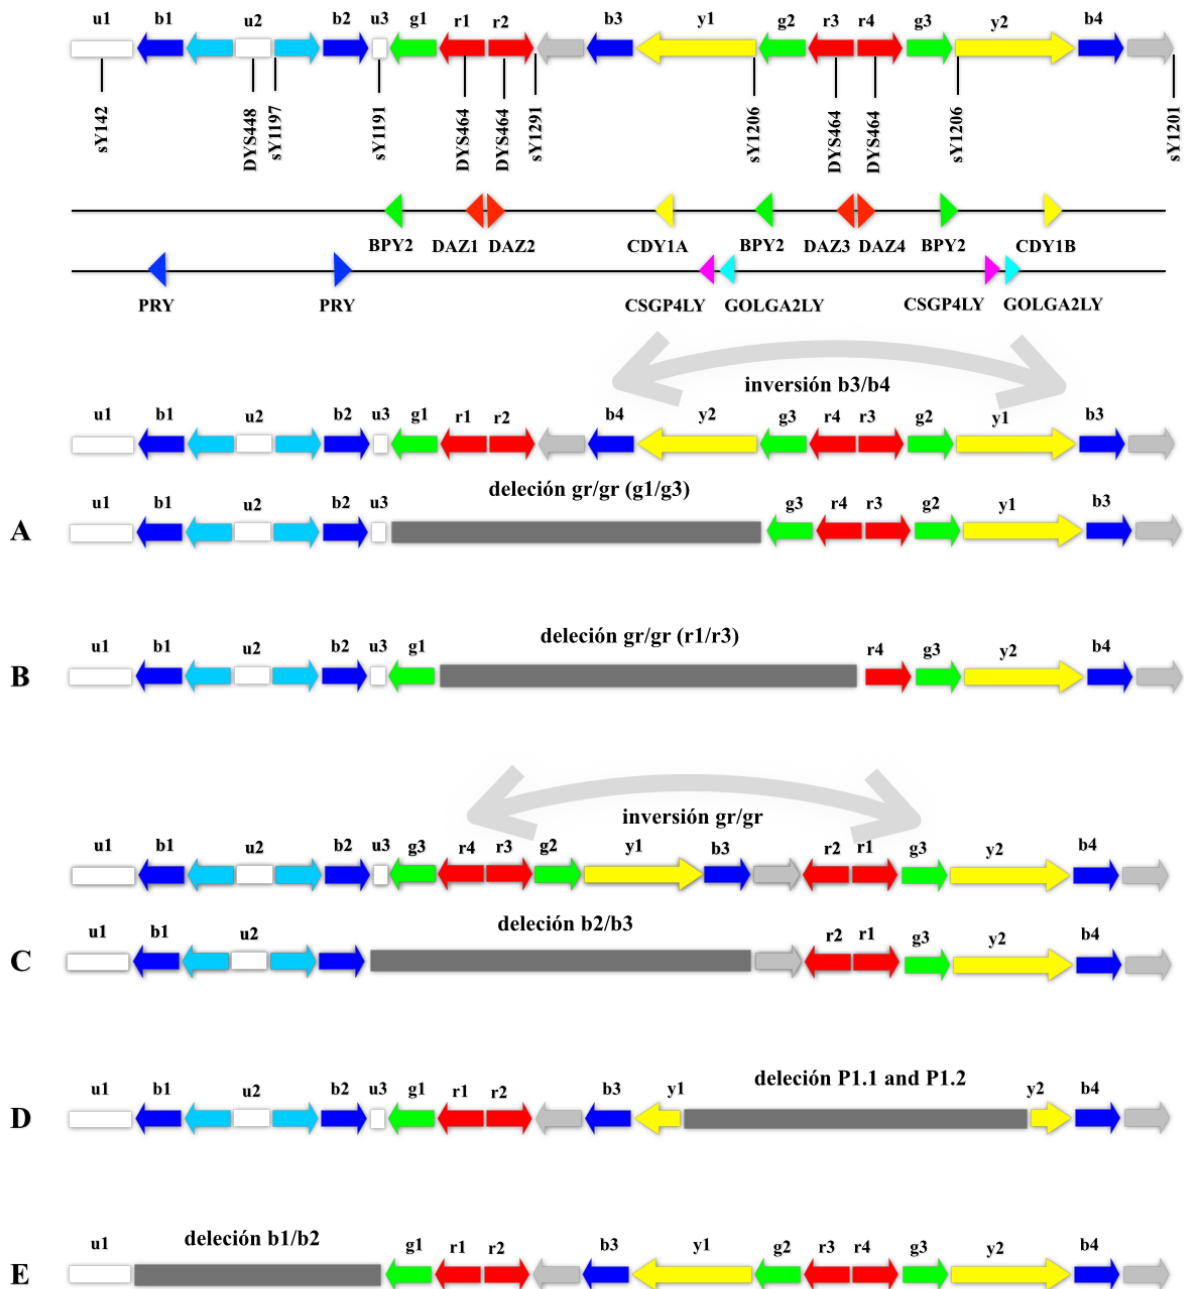 u1 b1 u2 b2 u3 g1 r1 r2 b3 y1 g2 r3 r4 g3 y2 b4
sY142 DYS448 sY1197 sY1191 DYS464 DYS464 sY1291 sY1206 DYS464 DYS464 sY1206 sY1201
BPY2 DAZ1 DAZ2 CDY1A BPY2 DAZ3 DAZ4 BPY2 CDY1B
PRY PRY CSGP4LY GOLGA2LY CSGP4LY GOLGA2LY
inversión b3/b4
u1 b1 u2 b2 u3 g1 r1 r2 b4 y2 g3 r4 r3 g2 y1 b3
deleción gr/gr (g1/g3)
u1 b1 u2 b2 u3 g3 r4 r3 g2 y1 b3
A
deleción gr/gr (r1/r3)
u1 b1 u2 b2 u3 g1 r4 g3 y2 b4
B
inversión gr/gr
u1 b1 u2 b2 u3 g3 r4 r3 g2 y1 b3 r2 r1 g3 y2 b4
deleción b2/b3
u1 b1 u2 b2 r2 r1 g3 y2 b4
C
deleción P1.1 and P1.2
u1 b1 u2 b2 u3 g1 r1 r2 b3 y1 y2 b4
D
deleción b1/b2
u1 g1 r1 r2 b3 y1 g2 r3 r4 g3 y2 b4
E